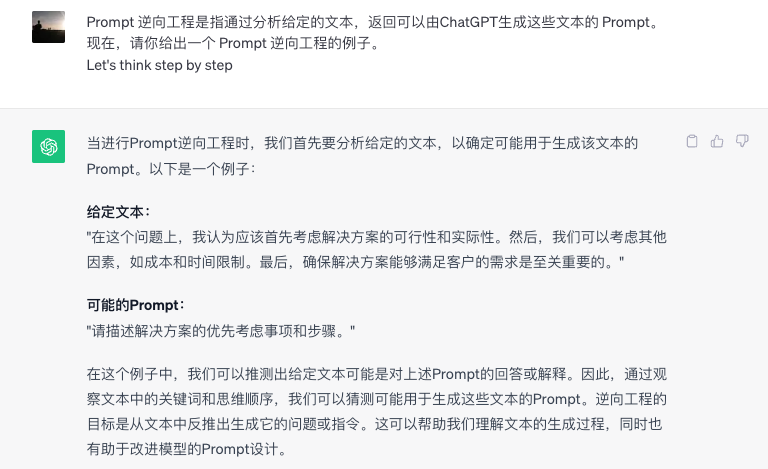 Prompt 逆向工程是指通过分析给定的文本，返回可以由ChatGPT生成这些文本的 Prompt。
现在，请你给出一个 Prompt 逆向工程的例子。
Let's think step by step
当进行Prompt逆向工程时，我们首先要分析给定的文本，以确定可能用于生成该文本的
Prompt。以下是一个例子：
给定文本：
"在这个问题上，我认为应该首先考虑解决方案的可行性和实际性。然后，我们可以考虑其他
因素，如成本和时间限制。最后，确保解决方案能够满足客户的需求是至关重要的。"
可能的Prompt：
"请描述解决方案的优先考虑事项和步骤。"
在这个例子中，我们可以推测出给定文本可能是对上述Prompt的回答或解释。因此，通过观
察文本中的关键词和思维顺序，我们可以猜测可能用于生成这些文本的Prompt。逆向工程的
目标是从文本中反推出生成它的问题或指令。这可以帮助我们理解文本的生成过程，同时也
有助于改进模型的Prompt设计。